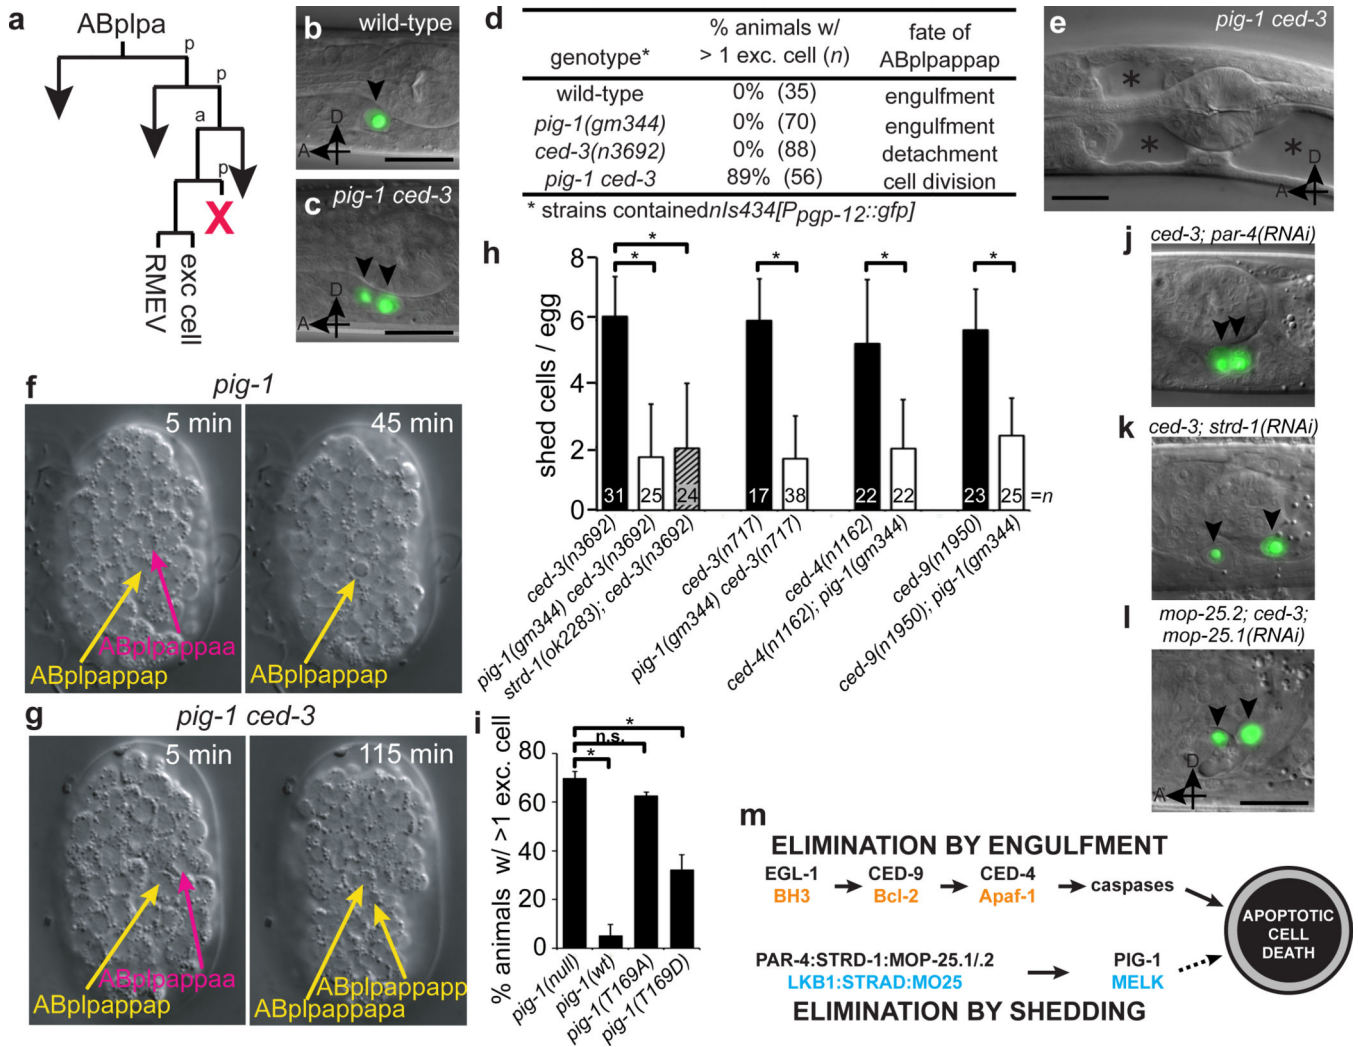 a
ABplpa
p
p
a
p
X
RMEV
exc cell
b
wild-type
D
A
c
pig-1 ced-3
D
A
d
genotype*
% animals w/
> 1 exc. cell (n)
fate of
ABplpappap
wild-type 0% (35) engulfment
pig-1(gm344) 0% (70) engulfment
ced-3(n3692) 0% (88) detachment
pig-1 ced-3 89% (56) cell division
* strains containednIs434[Ppgp-12::gfp]
e
pig-1 ced-3
* * *
D
A
f
pig-1
5 min
ABplpappaa
ABplpappap
45 min
ABplpappap
g
pig-1 ced-3
5 min
ABplpappaa
ABplpappap
115 min
ABplpappapp
ABplpappapa
h
shed cells / egg
8
6
4
2
0
* * * * *
31 25 24 17 38 22 22 23 25 =n
ced-3(n3692)
pig-1(gm344) ced-3(n3692)
strd-1(ok2283); ced-3(n3692)
ced-3(n717)
pig-1(gm344) ced-3(n717)
ced-4(n1162)
ced-4(n1162); pig-1(gm344)
ced-9(n1950)
ced-9(n1950); pig-1(gm344)
i
% animals w/ >1 exc. cell
80
60
40
20
0
*
n.s.
*
pig-1(null)
pig-1(wt)
pig-1(T169A)
pig-1(T169D)
j
ced-3; par-4(RNAi)
k
ced-3; strd-1(RNAi)
l
mop-25.2; ced-3;
mop-25.1(RNAi)
D
A
m
ELIMINATION BY ENGULFMENT
EGL-1 CED-9 CED-4 caspases
BH3 Bcl-2 Apaf-1
APOPTOTIC
CELL
DEATH
PAR-4:STRD-1:MOP-25.1/.2 PIG-1
LKB1:STRAD:MO25 MELK
ELIMINATION BY SHEDDING